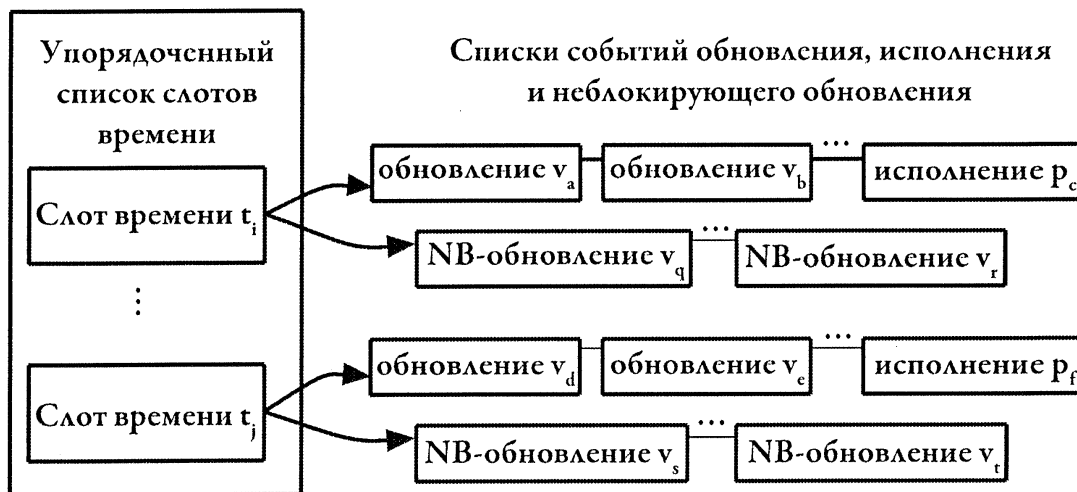 Упорядоченный
список слотов
времени
Списки событий обновления, исполнения
и неблокирующего обновления
Слот времени t_i
обновление v_a
обновление v_b
...
исполнение p_c
NB-обновление v_q
...
NB-обновление v_r
⋮
Слот времени t_j
обновление v_d
обновление v_e
...
исполнение p_f
NB-обновление v_s
...
NB-обновление v_t